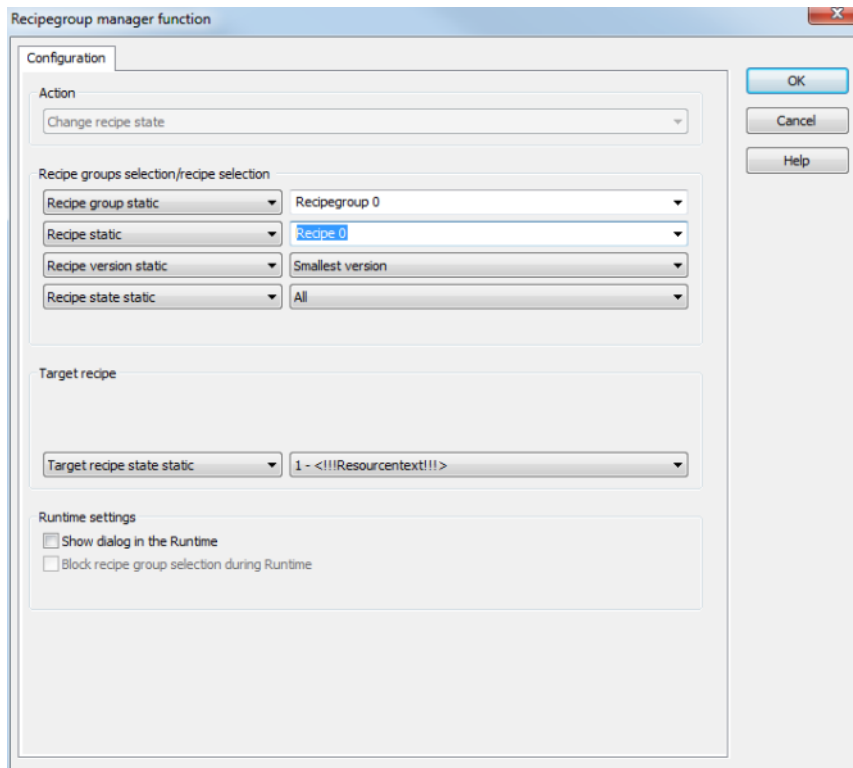 Recipegroup manager function
Configuration
OK
Action
Change recipe state
Cancel
Help
Recipe groups selection/recipe selection
Recipe group static Recipegroup 0
Recipe static Recipe 0
Recipe version static Smallest version
Recipe state static All
Target recipe
Target recipe state static 1 - <!!!Resourcentext!!!>
Runtime settings
Show dialog in the Runtime
Block recipe group selection during Runtime